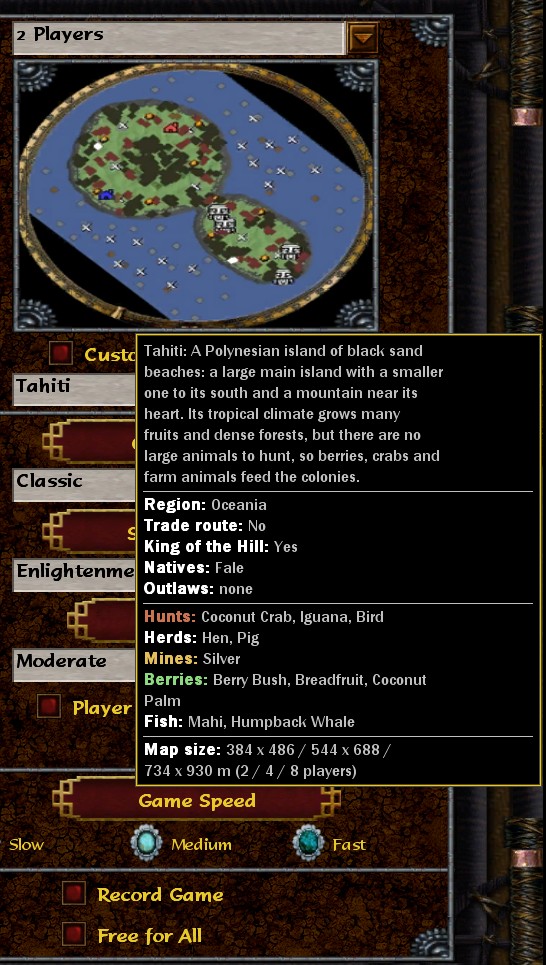 2 Players
Custo
Tahiti
Tahiti: A Polynesian island of black sand
beaches: a large main island with a smaller
one to its south and a mountain near its
heart. Its tropical climate grows many
fruits and dense forests, but there are no
large animals to hunt, so berries, crabs and
farm animals feed the colonies.
Region: Oceania
Trade route: No
King of the Hill: Yes
Natives: Fale
Outlaws: none
Hunts: Coconut Crab, Iguana, Bird
Herds: Hen, Pig
Mines: Silver
Berries: Berry Bush, Breadfruit, Coconut
Palm
Fish: Mahi, Humpback Whale
Map size: 384 x 486 / 544 x 688 /
734 x 930 m (2 / 4 / 8 players)
Classic
S
Enlightenme
Moderate
Player
Game Speed
Slow
Medium
Fast
Record Game
Free for All